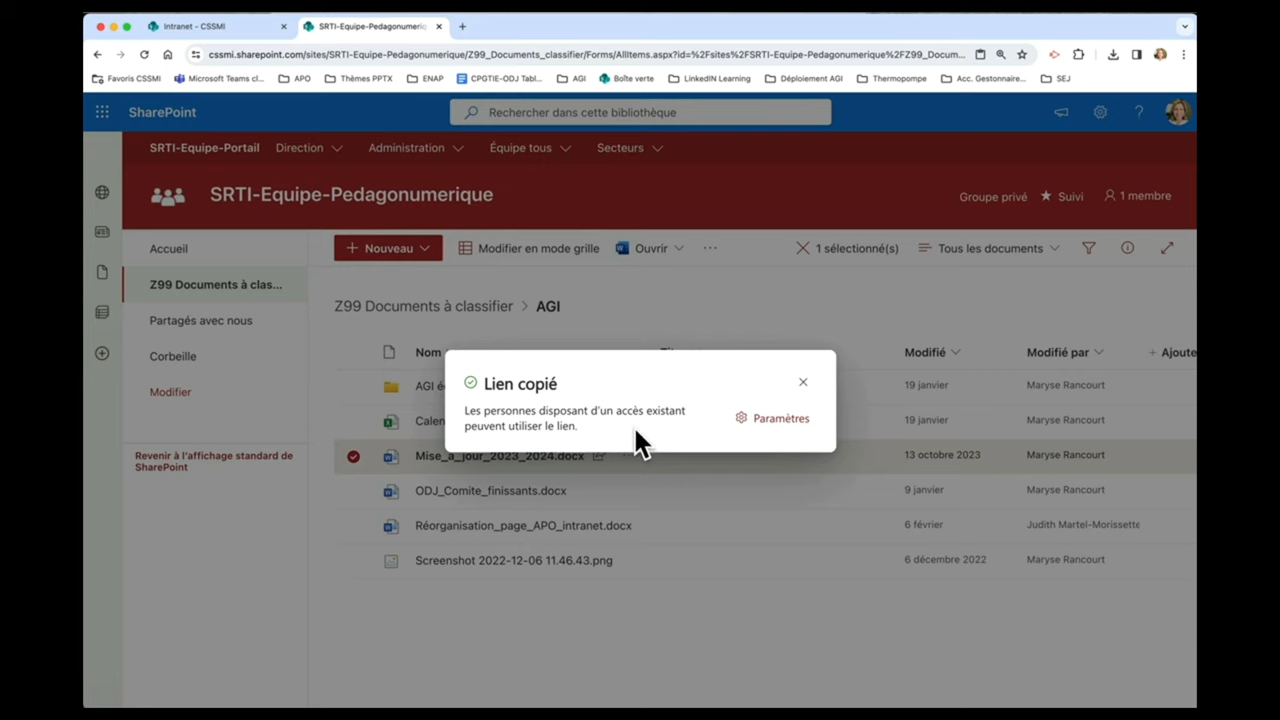 Intranet - CSSMI
SRTI-Equipe-Pedagonumeriq
cssmi.sharepoint.com/sites/SRTI-Equipe-Pedagonumerique/Z99_Documents_classifier/Forms/AllItems.aspx?id=%2Fsites%2FSRTI-Equipe-Pedagonumerique%2FZ99_Docum...
Favoris CSSMI Microsoft Teams cl... APO Thèmes PPTX ENAP CPGTIE-ODJ Tabl... AGI Boîte verte LinkedIN Learning Déploiement AGI Thermopompe Acc. Gestonnaire... SEJ
SharePoint Rechercher dans cette bibliothèque
SRTI-Equipe-Portail Direction Administration Équipe tous Secteurs
SRTI-Equipe-Pedagonumerique
Groupe privé Suivi 1 membre
Accueil
Z99 Documents à clas...
Partagés avec nous
Corbeille
Modifier
Revenir à l'affichage standard de
SharePoint
Nouveau Modifier en mode grille Ouvrir ... 1 sélectionné(s) Tous les documents
Z99 Documents à classifier > AGI
Nom Modifié Modifié par + Ajoute
AGI 19 janvier Maryse Rancourt
Calen 19 janvier Maryse Rancourt
Mise_a_jour_2023_2024.docx 13 octobre 2023 Maryse Rancourt
ODJ_Comite_finissants.docx 9 janvier Maryse Rancourt
Réorganisation_page_APO_intranet.docx 6 février Judith Martel-Morissette
Screenshot 2022-12-06 11.46.43.png 6 décembre 2022 Maryse Rancourt
Lien copié
Les personnes disposant d'un accès existant
peuvent utiliser le lien.
Paramètres